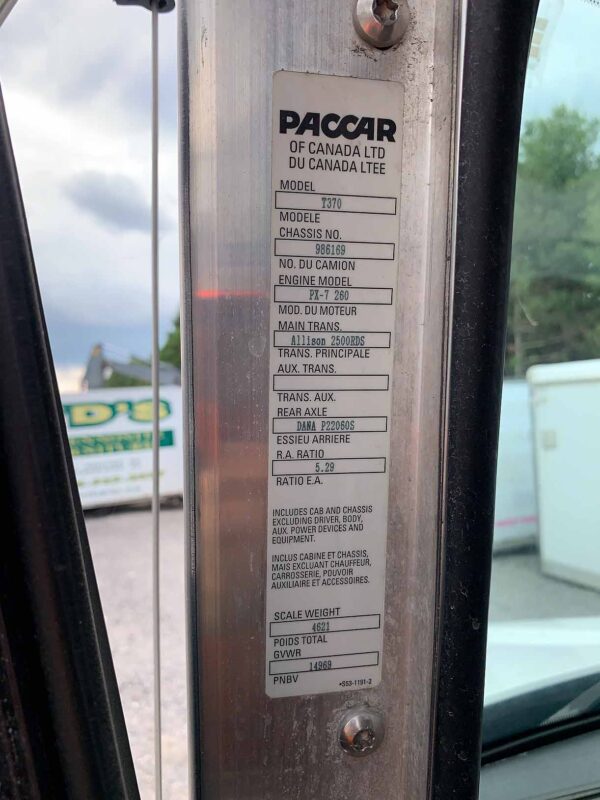 PACCAR
OF CANADA LTD
DU CANADA LTEE
MODEL
T370
MODELE
CHASSIS NO.
986169
NO. DU CAMION
ENGINE MODEL
PX-7 260
MOD. DU MOTEUR
MAIN TRANS.
Allison 2500RDS
TRANS. PRINCIPALE
AUX. TRANS.
TRANS. AUX.
REAR AXLE
DANA P22060S
ESSIEU ARRIERE
R.A. RATIO
5.29
RATIO E.A.
INCLUDES CAB AND CHASSIS
EXCLUDING DRIVER, BODY,
AUX. POWER DEVICES AND
EQUIPMENT.
INCLUS CABINE ET CHASSIS,
MAIS EXCLUANT CHAUFFEUR,
CARROSSERIE, POUVOIR
AUXILIAIRE ET ACCESSOIRES.
SCALE WEIGHT
4621
POIDS TOTAL
GVWR
14969
PNBV
•S53-1191-2
D'S